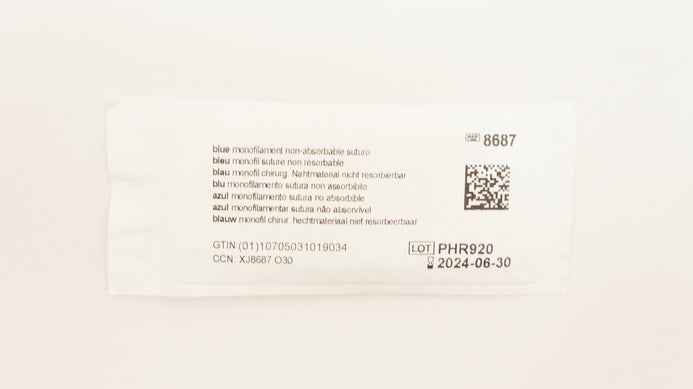 REF 8687
blue monofilament non-absorbable suture
bleu monofil suture non résorbable
blau monofil chirurg. Nahtmaterial nicht resorbierbar
blu monofilamento sutura non assorbibile
azul monofilamento sutura no absorbible
azul monofilamentar sutura não absorvível
blauw monofil chirur. hechtmateriaal niet resorbeerbaar
GTIN:(01)10705031019034
LOT PHR920
CCN: XJ8687.O30
2024-06-30